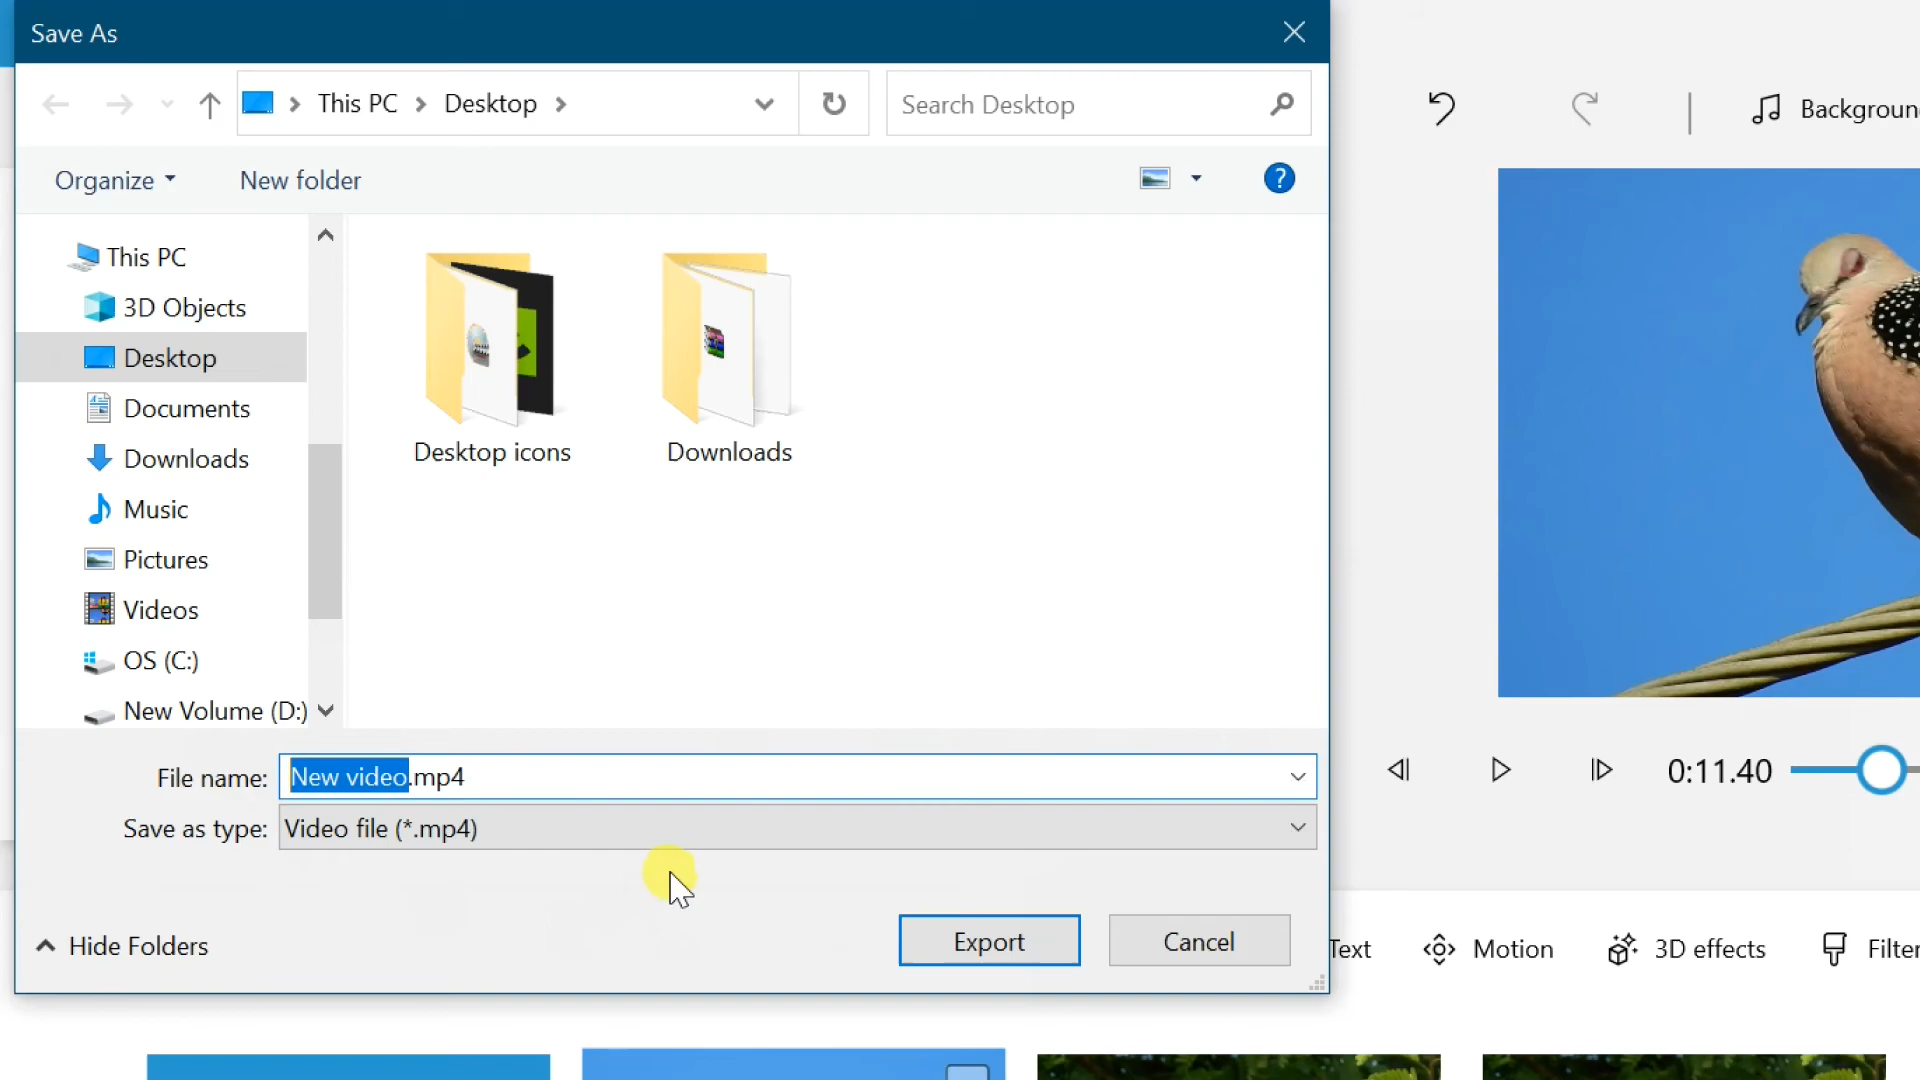 Save As
This PC
Desktop
Search Desktop
Organize
New folder
?
This PC
3D Objects
Desktop
Documents
Downloads
Music
Pictures
Videos
OS (C:)
New Volume (D:)
Desktop icons
Downloads
File name:
New video.mp4
Save as type:
Video file (*.mp4)
Hide Folders
Export
Cancel
Backgroun
0:11.40
Text
Motion
3D effects
Filter